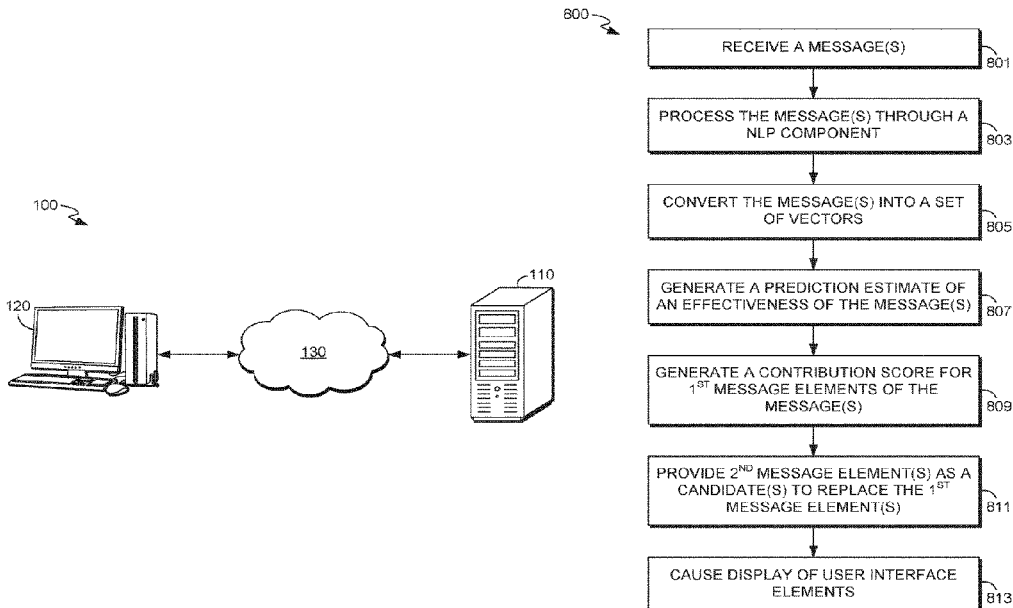 100
120
130
110
800
RECEIVE A MESSAGE(S)
801
PROCESS THE MESSAGE(S) THROUGH A
NLP COMPONENT
803
CONVERT THE MESSAGE(S) INTO A SET
OF VECTORS
805
GENERATE A PREDICTION ESTIMATE OF
AN EFFECTIVENESS OF THE MESSAGE(S)
807
GENERATE A CONTRIBUTION SCORE FOR
1ST MESSAGE ELEMENTS OF THE
MESSAGE(S)
809
PROVIDE 2ND MESSAGE ELEMENT(S) AS A
CANDIDATE(S) TO REPLACE THE 1ST
MESSAGE ELEMENT(S)
811
CAUSE DISPLAY OF USER INTERFACE
ELEMENTS
813